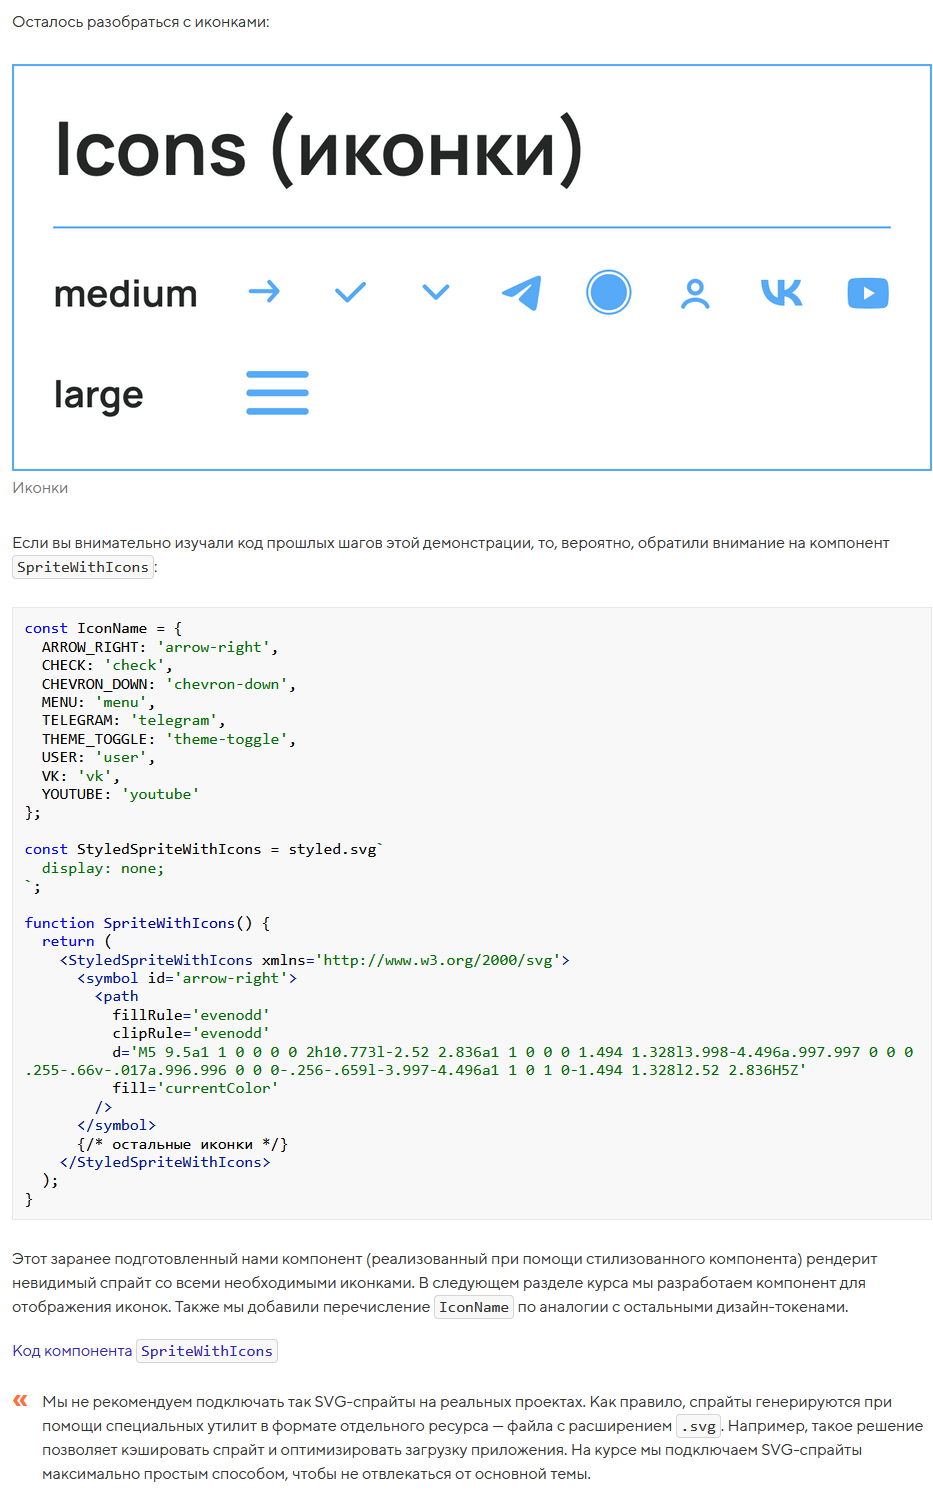 Осталось разобраться с иконками:
Icons (иконки)
medium
large
Иконки
Если вы внимательно изучали код прошлых шагов этой демонстрации, то, вероятно, обратили внимание на компонент
SpriteWithIcons:
const IconName = {
  ARROW_RIGHT: 'arrow-right',
  CHECK: 'check',
  CHEVRON_DOWN: 'chevron-down',
  MENU: 'menu',
  TELEGRAM: 'telegram',
  THEME_TOGGLE: 'theme-toggle',
  USER: 'user',
  VK: 'vk',
  YOUTUBE: 'youtube'
};
const StyledSpriteWithIcons = styled.svg`
  display: none;
`;
function SpriteWithIcons() {
  return (
    <StyledSpriteWithIcons xmlns='http://www.w3.org/2000/svg'>
      <symbol id='arrow-right'>
        <path
          fillRule='evenodd'
          clipRule='evenodd'
          d='M5 9.5a1 1 0 0 0 0 2h10.773l-2.52 2.836a1 1 0 0 0 1.494 1.328l3.998-4.496a.997.997 0 0 0
.255-.66v-.017a.996.996 0 0 0-.256-.659l-3.997-4.496a1 1 0 1 0-1.494 1.328l2.52 2.836H5Z'
          fill='currentColor'
        />
      </symbol>
      {/* остальные иконки */}
    </StyledSpriteWithIcons>
  );
}
Этот заранее подготовленный нами компонент (реализованный при помощи стилизованного компонента) рендерит
невидимый спрайт со всеми необходимыми иконками. В следующем разделе курса мы разработаем компонент для
отображения иконок. Также мы добавили перечисление IconName по аналогии с остальными дизайн-токенами.
Код компонента SpriteWithIcons
« Мы не рекомендуем подключать так SVG-спрайты на реальных проектах. Как правило, спрайты генерируются при
помощи специальных утилит в формате отдельного ресурса — файла с расширением .svg. Например, такое решение
позволяет кэшировать спрайт и оптимизировать загрузку приложения. На курсе мы подключаем SVG-спрайты
максимально простым способом, чтобы не отвлекаться от основной темы.